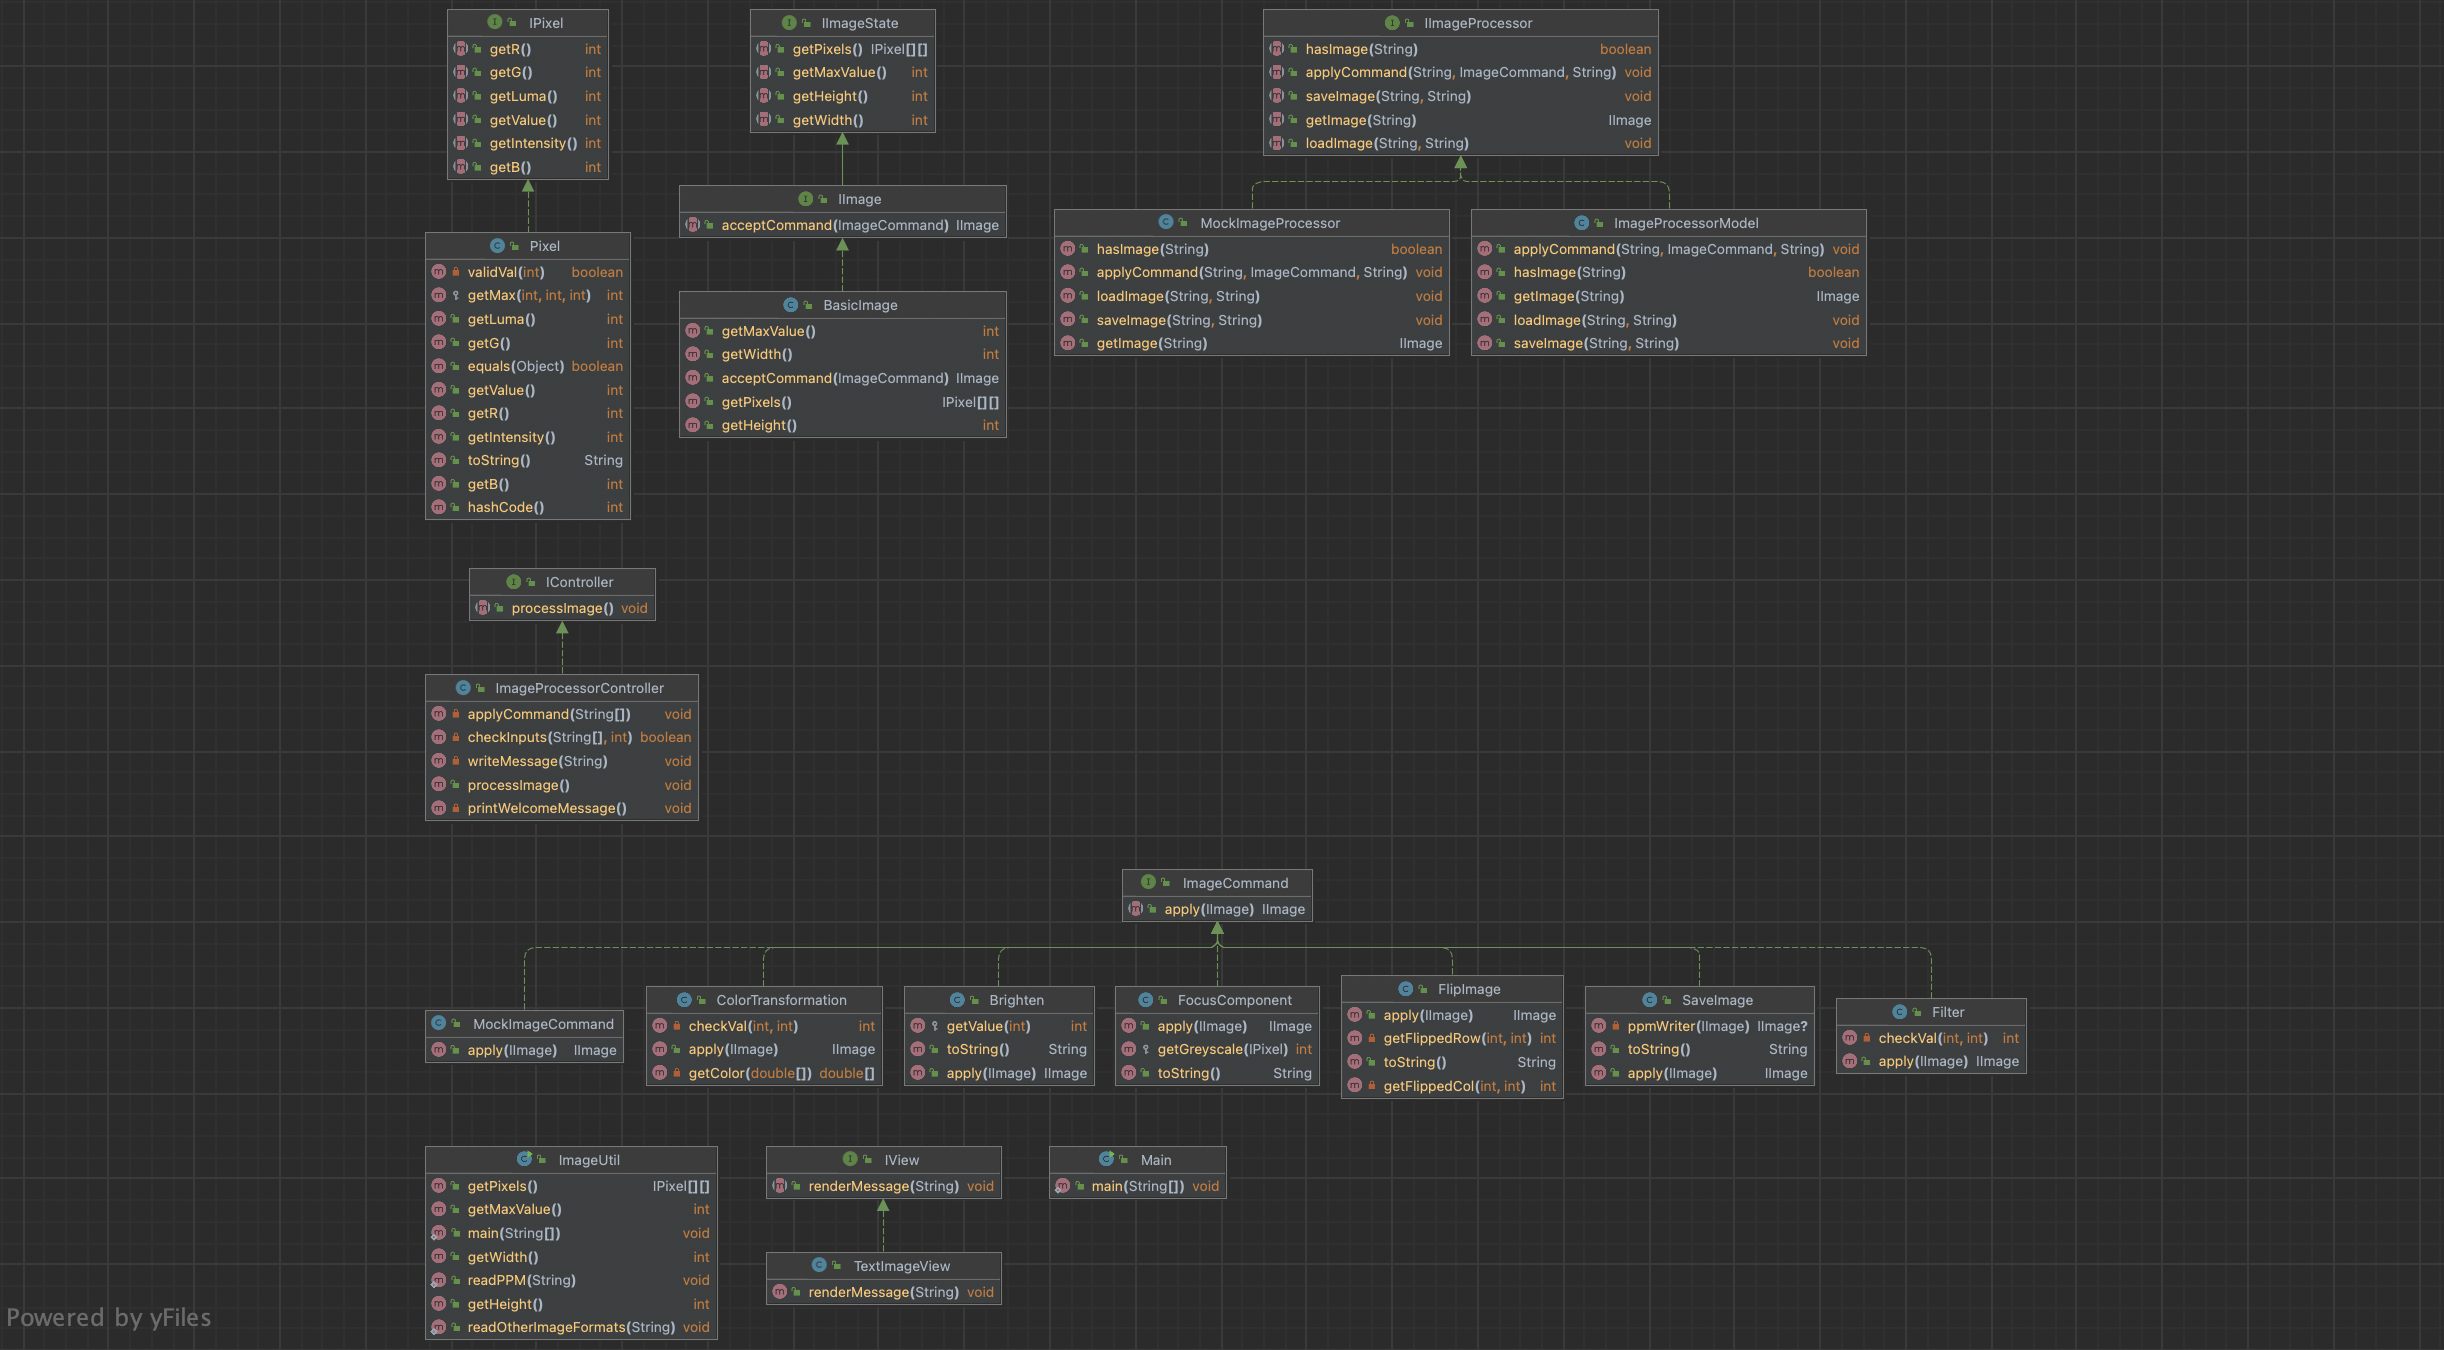 IPixel
getR() int
getG() int
getLuma() int
getValue() int
getIntensity() int
getB() int
IImageState
getPixels() IPixel[][]
getMaxValue() int
getHeight() int
getWidth() int
IImageProcessor
hasImage(String) boolean
applyCommand(String, ImageCommand, String) void
saveImage(String, String) void
getImage(String) IImage
loadImage(String, String) void
IImage
acceptCommand(ImageCommand) IImage
MockImageProcessor
hasImage(String) boolean
applyCommand(String, ImageCommand, String) void
loadImage(String, String) void
saveImage(String, String) void
getImage(String) IImage
ImageProcessorModel
applyCommand(String, ImageCommand, String) void
hasImage(String) boolean
getImage(String) IImage
loadImage(String, String) void
saveImage(String, String) void
Pixel
validVal(int) boolean
getMax(int, int, int) int
getLuma() int
getG() int
equals(Object) boolean
getValue() int
getR() int
getIntensity() int
toString() String
getB() int
hashCode() int
BasicImage
getMaxValue() int
getWidth() int
acceptCommand(ImageCommand) IImage
getPixels() IPixel[][]
getHeight() int
IController
processImage() void
ImageProcessorController
applyCommand(String[]) void
checkInputs(String[], int) boolean
writeMessage(String) void
processImage() void
printWelcomeMessage() void
ImageCommand
apply(IImage) IImage
MockImageCommand
apply(IImage) IImage
ColorTransformation
checkVal(int, int) int
apply(IImage) IImage
getColor(double[]) double[]
Brighten
getValue(int) int
toString() String
apply(IImage) IImage
FocusComponent
apply(IImage) IImage
getGreyscale(IPixel) int
toString() String
FlipImage
apply(IImage) IImage
getFlippedRow(int, int) int
toString() String
getFlippedCol(int, int) int
SaveImage
ppmWriter(IImage) IImage?
toString() String
apply(IImage) IImage
Filter
checkVal(int, int) int
apply(IImage) IImage
ImageUtil
getPixels() IPixel[][]
getMaxValue() int
main(String[]) void
getWidth() int
readPPM(String) void
getHeight() int
readOtherImageFormats(String) void
IView
renderMessage(String) void
Main
main(String[]) void
TextImageView
renderMessage(String) void
Powered by yFiles